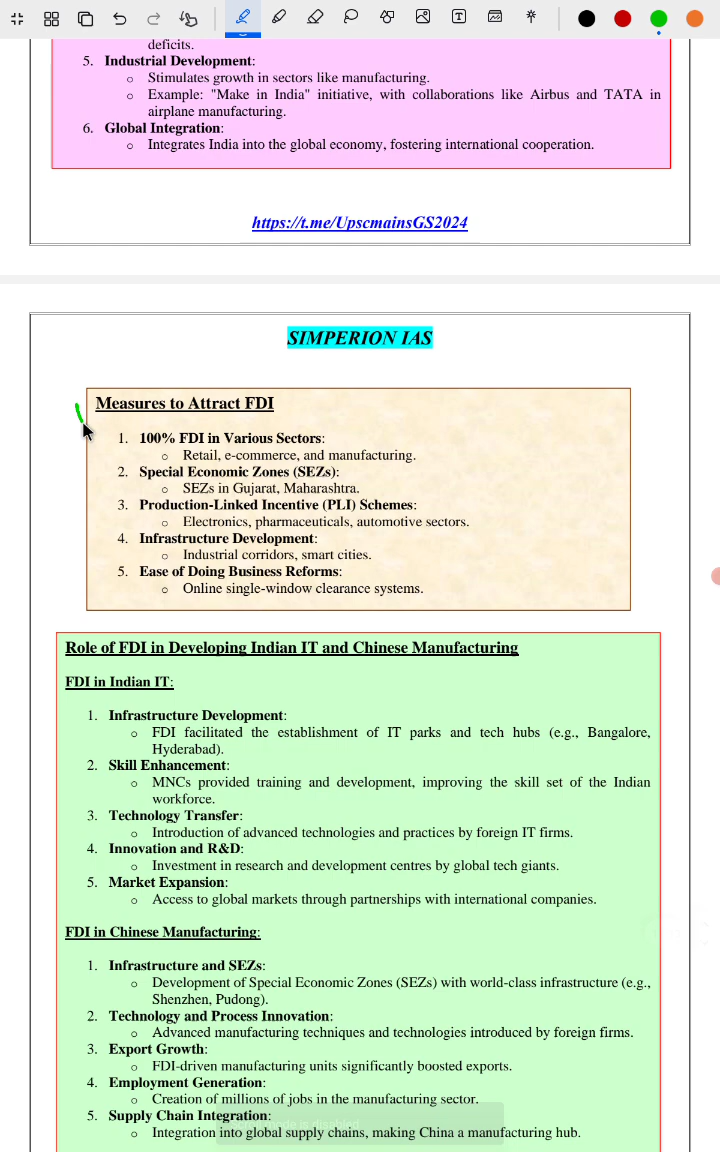 deficits.
5. Industrial Development:
o Stimulates growth in sectors like manufacturing.
o Example: "Make in India" initiative, with collaborations like Airbus and TATA in
airplane manufacturing.
6. Global Integration:
o Integrates India into the global economy, fostering international cooperation.
https://t.me/UpscmainsGS2024
SIMPERION IAS
Measures to Attract FDI
1. 100% FDI in Various Sectors:
o Retail, e-commerce, and manufacturing.
2. Special Economic Zones (SEZs):
o SEZs in Gujarat, Maharashtra.
3. Production-Linked Incentive (PLI) Schemes:
o Electronics, pharmaceuticals, automotive sectors.
4. Infrastructure Development:
o Industrial corridors, smart cities.
5. Ease of Doing Business Reforms:
o Online single-window clearance systems.
Role of FDI in Developing Indian IT and Chinese Manufacturing
FDI in Indian IT:
1. Infrastructure Development:
o FDI facilitated the establishment of IT parks and tech hubs (e.g., Bangalore,
Hyderabad).
2. Skill Enhancement:
o MNCs provided training and development, improving the skill set of the Indian
workforce.
3. Technology Transfer:
o Introduction of advanced technologies and practices by foreign IT firms.
4. Innovation and R&D:
o Investment in research and development centres by global tech giants.
5. Market Expansion:
o Access to global markets through partnerships with international companies.
FDI in Chinese Manufacturing:
1. Infrastructure and SEZs:
o Development of Special Economic Zones (SEZs) with world-class infrastructure (e.g.,
Shenzhen, Pudong).
2. Technology and Process Innovation:
o Advanced manufacturing techniques and technologies introduced by foreign firms.
3. Export Growth:
o FDI-driven manufacturing units significantly boosted exports.
4. Employment Generation:
o Creation of millions of jobs in the manufacturing sector.
5. Supply Chain Integration:
o Integration into global supply chains, making China a manufacturing hub.